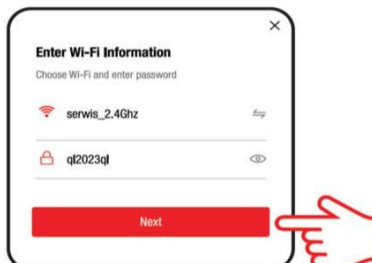 Enter Wi-Fi Information
Choose Wi-Fi and enter password
serwis_2.4Ghz
ql2023ql
Next